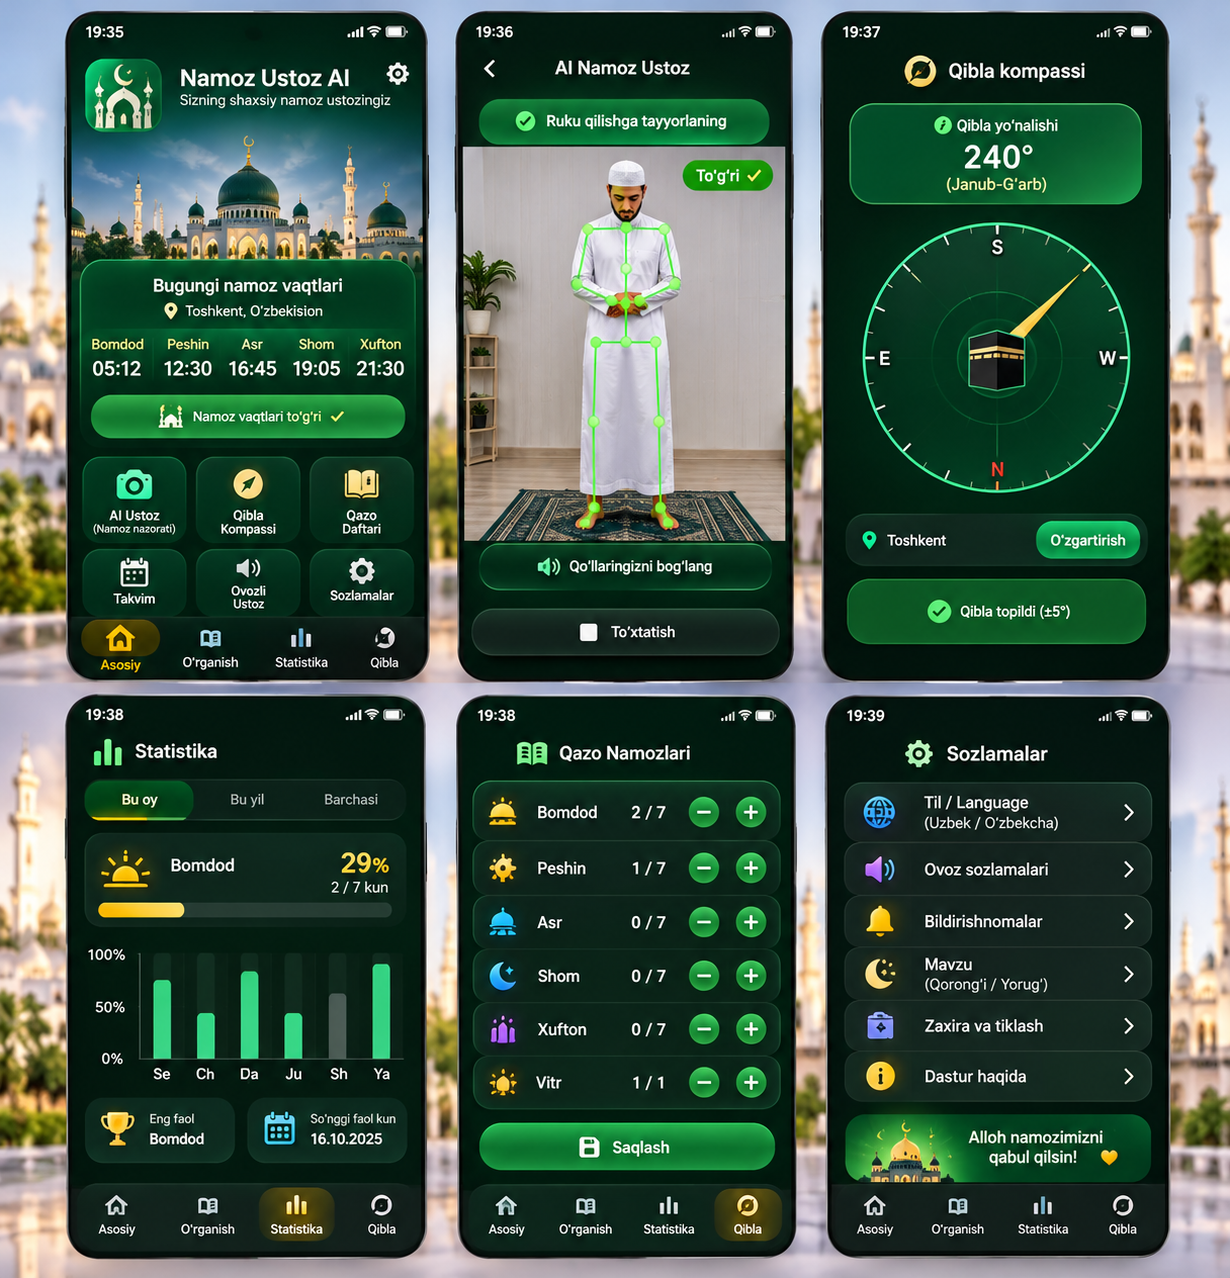 19:35
Namoz Ustoz AI
Sizning shaxsiy namoz ustozingiz
Bugungi namoz vaqtlari
Toshkent, O'zbekision
Bomdod Peshin Asr Shom Xufton
05:12 12:30 16:45 19:05 21:30
Namoz vaqtlari to'g'ri
AI Ustoz
(Namoz nazorati)
Qibla
Kompassi
Qazo
Daftari
Takvim
Ovozli
Ustoz
Sozlamalar
Asosiy O'rganish Statistika Qibla
19:36
AI Namoz Ustoz
Ruku qilishga tayyorlaning
To'g'ri
Qo'llaringizni bog'lang
To'xtatish
19:37
Qibla kompassi
Qibla yo'nalishi
240°
(Janub-G'arb)
S
E W
N
Toshkent O'zgartirish
Qibla topildi (±5°)
19:38
Statistika
Bu oy Bu yil Barchasi
Bomdod 29%
2 / 7 kun
100%
50%
0%
Se Ch Da Ju Sh Ya
Eng faol
Bomdod
So'nggi faol kun
16.10.2025
Asosiy O'rganish Statistika Qibla
19:38
Qazo Namozlari
Bomdod 2 / 7 − +
Peshin 1 / 7 − +
Asr 0 / 7 − +
Shom 0 / 7 − +
Xufton 0 / 7 − +
Vitr 1 / 1 − +
Saqlash
Asosiy O'rganish Statistika Qibla
19:39
Sozlamalar
Til / Language
(Uzbek / O'zbekcha)
Ovoz sozlamalari
Bildirishnomalar
Mavzu
(Qorong'i / Yorug')
Zaxira va tiklash
Dastur haqida
Alloh namozimizni
qabul qilsin!
Asosiy O'rganish Statistika Qibla